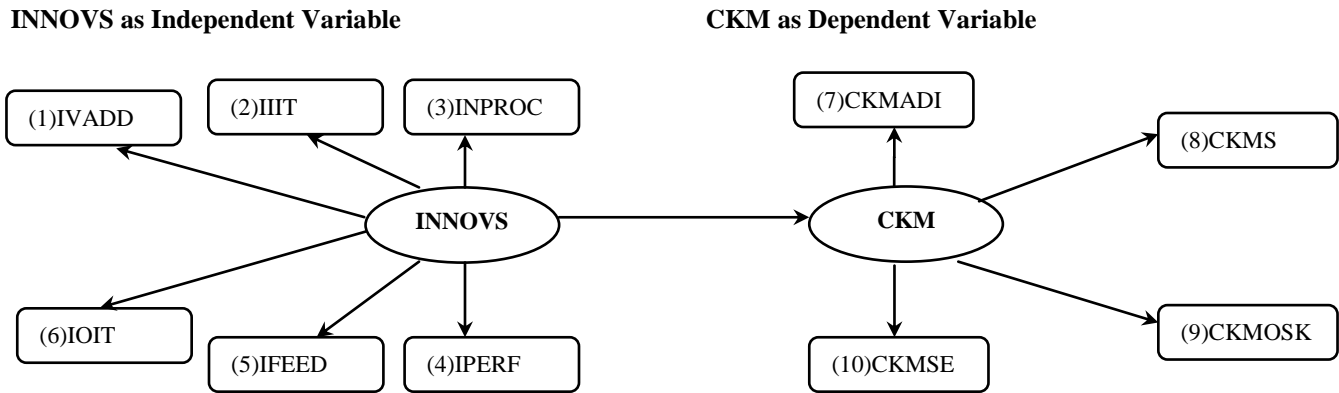 INNOVS as Independent Variable
CKM as Dependent Variable
(1)IVADD
(2)IIIT
(3)INPROC
(7)CKMADI
(8)CKMS
INNOVS
CKM
(6)IOIT
(5)IFEED
(4)IPERF
(10)CKMSE
(9)CKMOSK